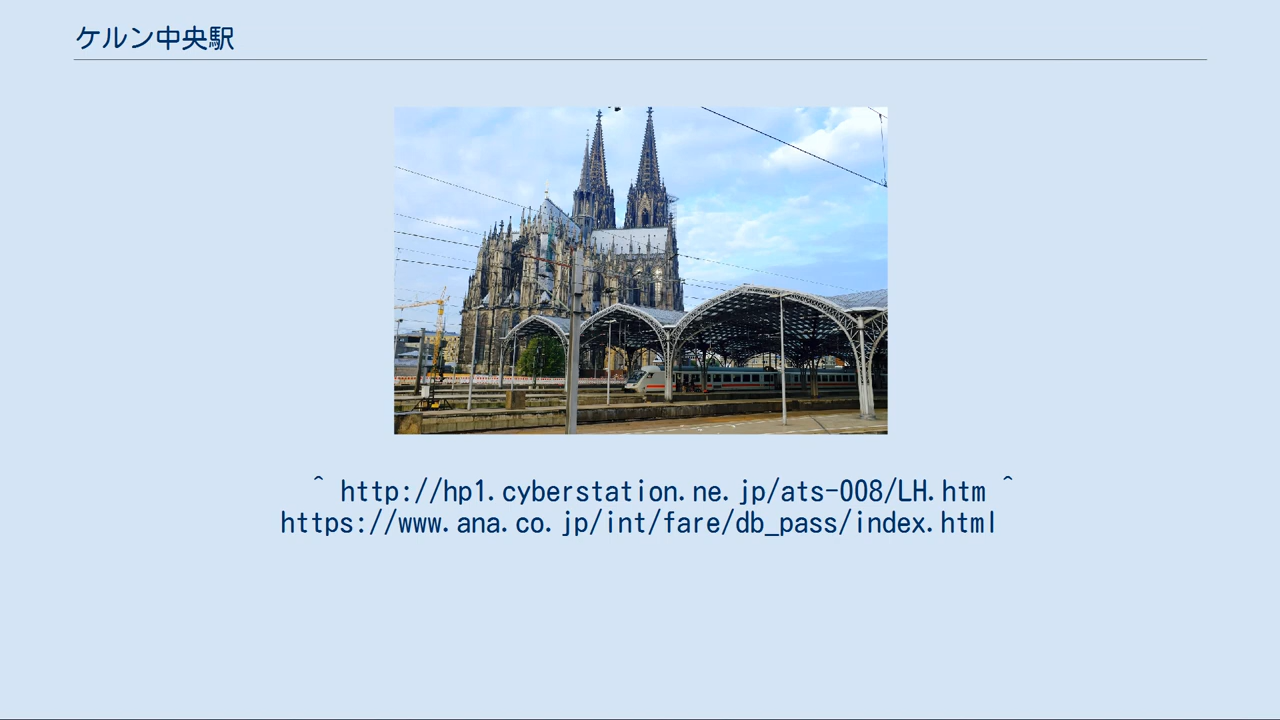 ケルン中央駅
^ http://hp1.cyberstation.ne.jp/ats-008/LH.htm ^
https://www.ana.co.jp/int/fare/db_pass/index.html